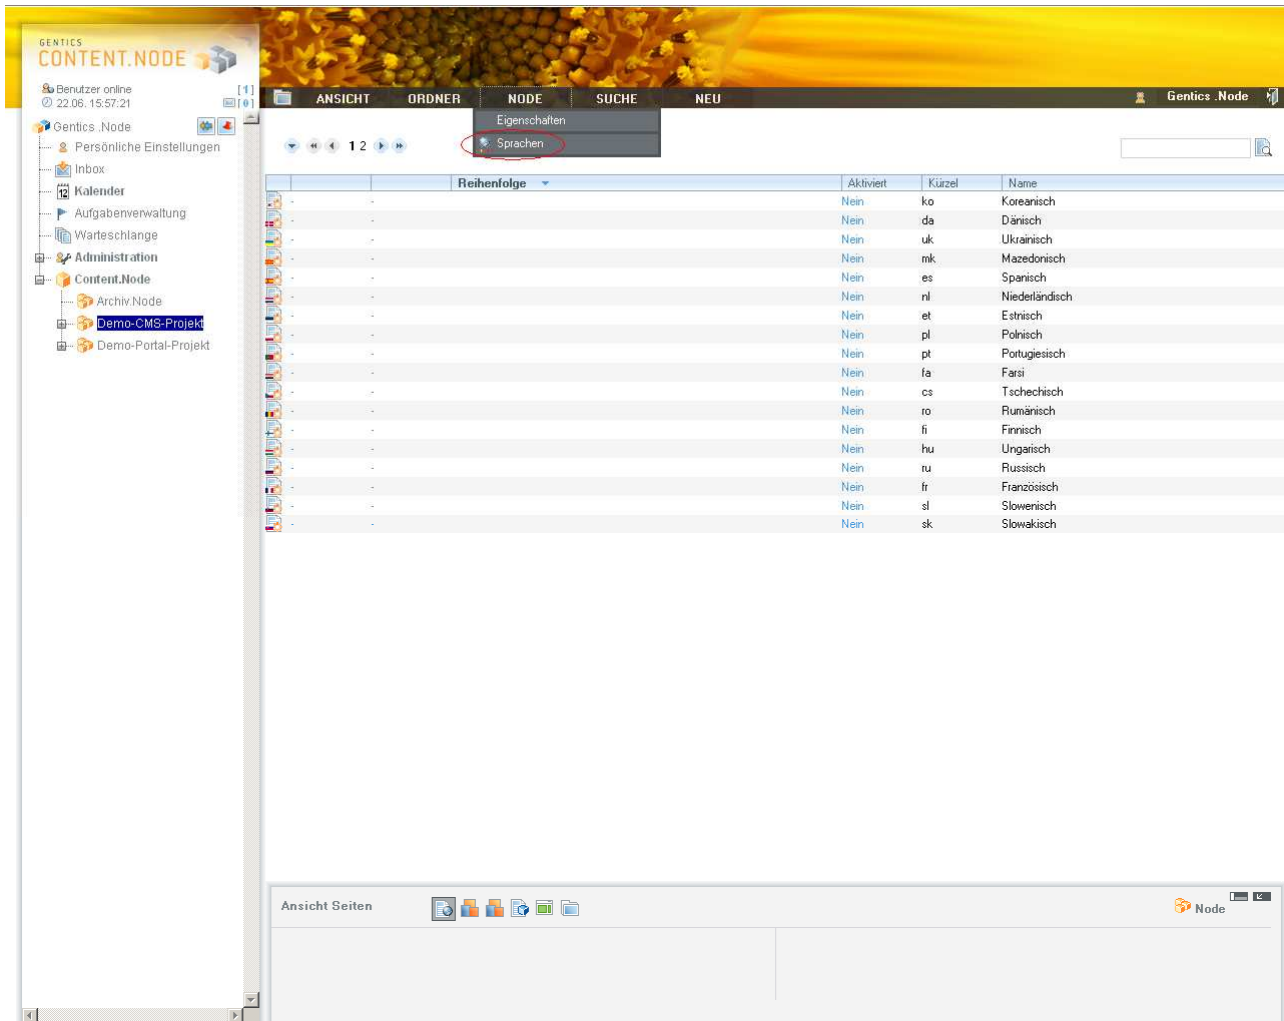 GENTICS
CONTENT.NODE
Benutzer online [1]
22.06. 15:57:21 [0]
ANSICHT ORDNER NODE SUCHE NEU Gentics .Node
Eigenschaften
Sprachen
Gentics .Node
Persönliche Einstellungen
Inbox
12 Kalender
Aufgabenverwaltung
Warteschlange
Administration
Content.Node
Archiv.Node
Demo-CMS-Projekt
Demo-Portal-Projekt
1 2
Reihenfolge Aktiviert Kürzel Name
- - Nein ko Koreanisch
- - Nein da Dänisch
- - Nein uk Ukrainisch
- - Nein mk Mazedonisch
- - Nein es Spanisch
- - Nein nl Niederländisch
- - Nein et Estnisch
- - Nein pl Polnisch
- - Nein pt Portugiesisch
- - Nein fa Farsi
- - Nein cs Tschechisch
- - Nein ro Rumänisch
- - Nein fi Finnisch
- - Nein hu Ungarisch
- - Nein ru Russisch
- - Nein fr Französisch
- - Nein sl Slowenisch
- - Nein sk Slowakisch
Ansicht Seiten Node